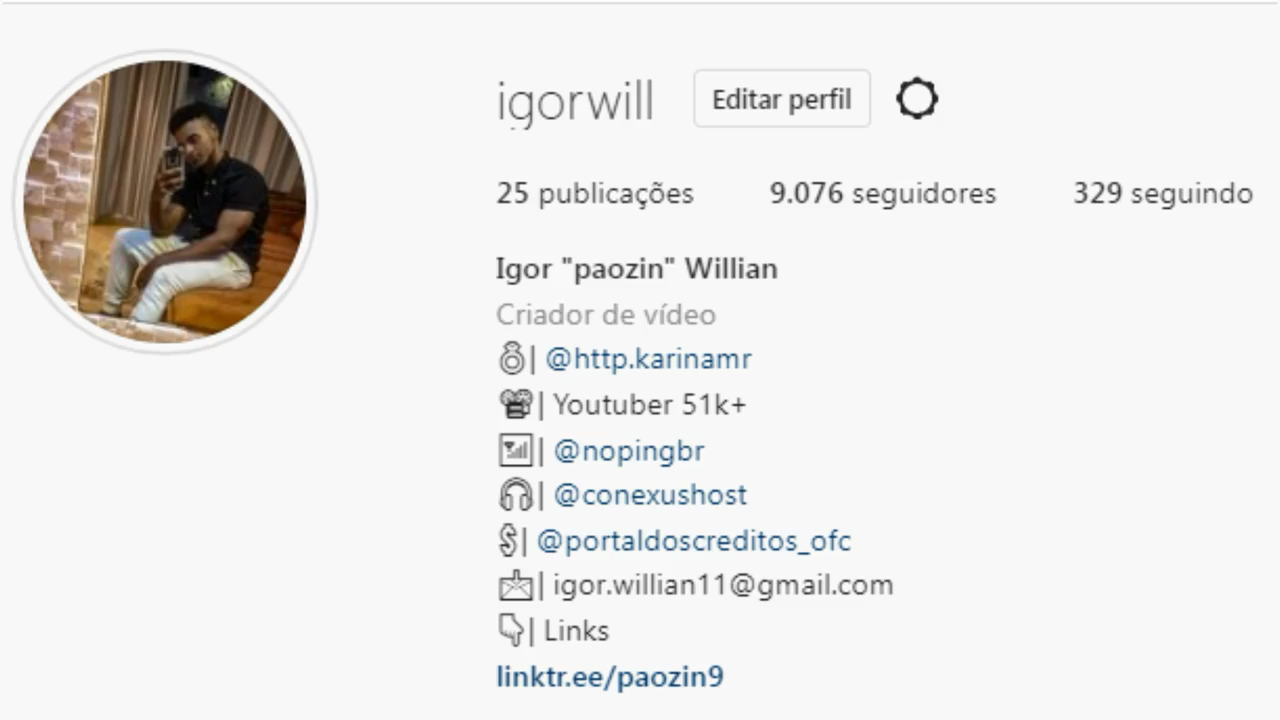 igorwill Editar perfil
25 publicações 9.076 seguidores 329 seguindo
Igor "paozin" Willian
Criador de vídeo
| @http.karinamr
| Youtuber 51k+
| @nopingbr
| @conexushost
| @portaldoscreditos_ofc
| igor.willian11@gmail.com
| Links
linktr.ee/paozin9